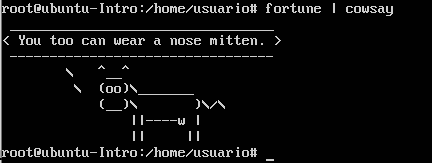 root@ubuntu-Intro:/home/usuario# fortune | cowsay
 _______________________________
< You too can wear a nose mitten. >
 -------------------------------
        \   ^__^
         \  (oo)\_______
            (__)\       )\/\
                ||----w |
                ||     ||
root@ubuntu-Intro:/home/usuario# _